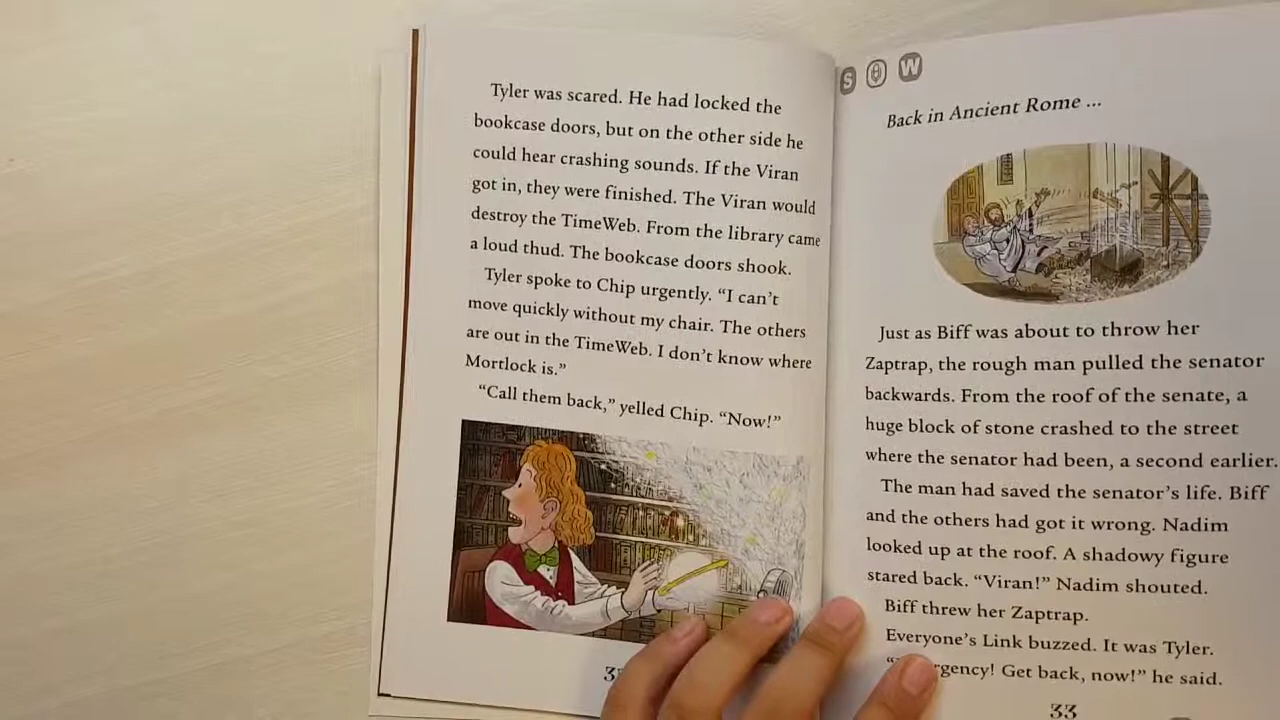 Tyler was scared. He had locked the
bookcase doors, but on the other side he
could hear crashing sounds. If the Viran
got in, they were finished. The Viran would
destroy the TimeWeb. From the library came
a loud thud. The bookcase doors shook.
Tyler spoke to Chip urgently. “I can’t
move quickly without my chair. The others
are out in the TimeWeb. I don’t know where
Mortlock is.”
“Call them back,” yelled Chip. “Now!”
S W
Back in Ancient Rome ...
Just as Biff was about to throw her
Zaptrap, the rough man pulled the senator
backwards. From the roof of the senate, a
huge block of stone crashed to the street
where the senator had been, a second earlier.
The man had saved the senator’s life. Biff
and the others had got it wrong. Nadim
looked up at the roof. A shadowy figure
stared back. “Viran!” Nadim shouted.
Biff threw her Zaptrap.
Everyone’s Link buzzed. It was Tyler.
Get back, now!” he said.
33